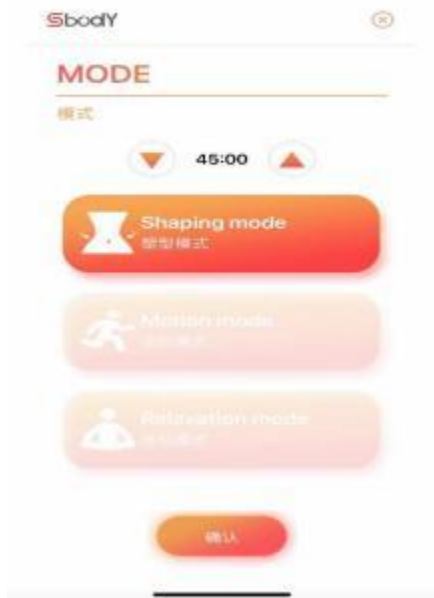 SbodY
MODE
模式
45:00
Shaping mode
塑型模式
Motion mode
Relaxation mode
确认